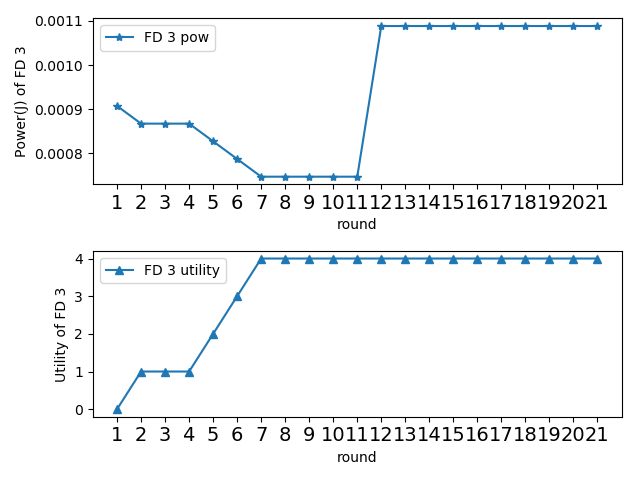 0.0011
0.0010
0.0009
0.0008
Power(J) of FD 3
FD 3 pow
1 2 3 4 5 6 7 8 9 10 11 12 13 14 15 16 17 18 19 20 21
round
4
3
2
1
0
Utility of FD 3
FD 3 utility
1 2 3 4 5 6 7 8 9 10 11 12 13 14 15 16 17 18 19 20 21
round